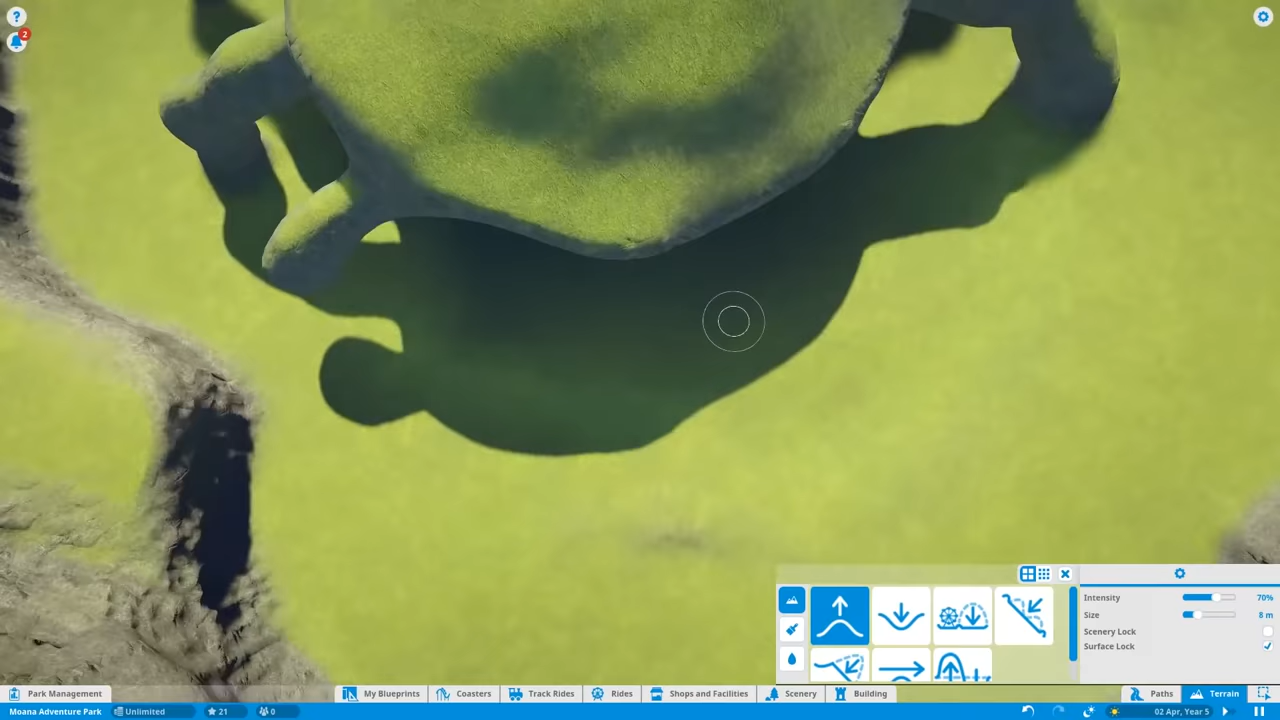 ?
2
Intensity 70%
Size 8 m
Scenery Lock
Surface Lock
Park Management My Blueprints Coasters Track Rides Rides Shops and Facilities Scenery Building Paths Terrain
Moana Adventure Park Unlimited 21 0 02 Apr, Year 5